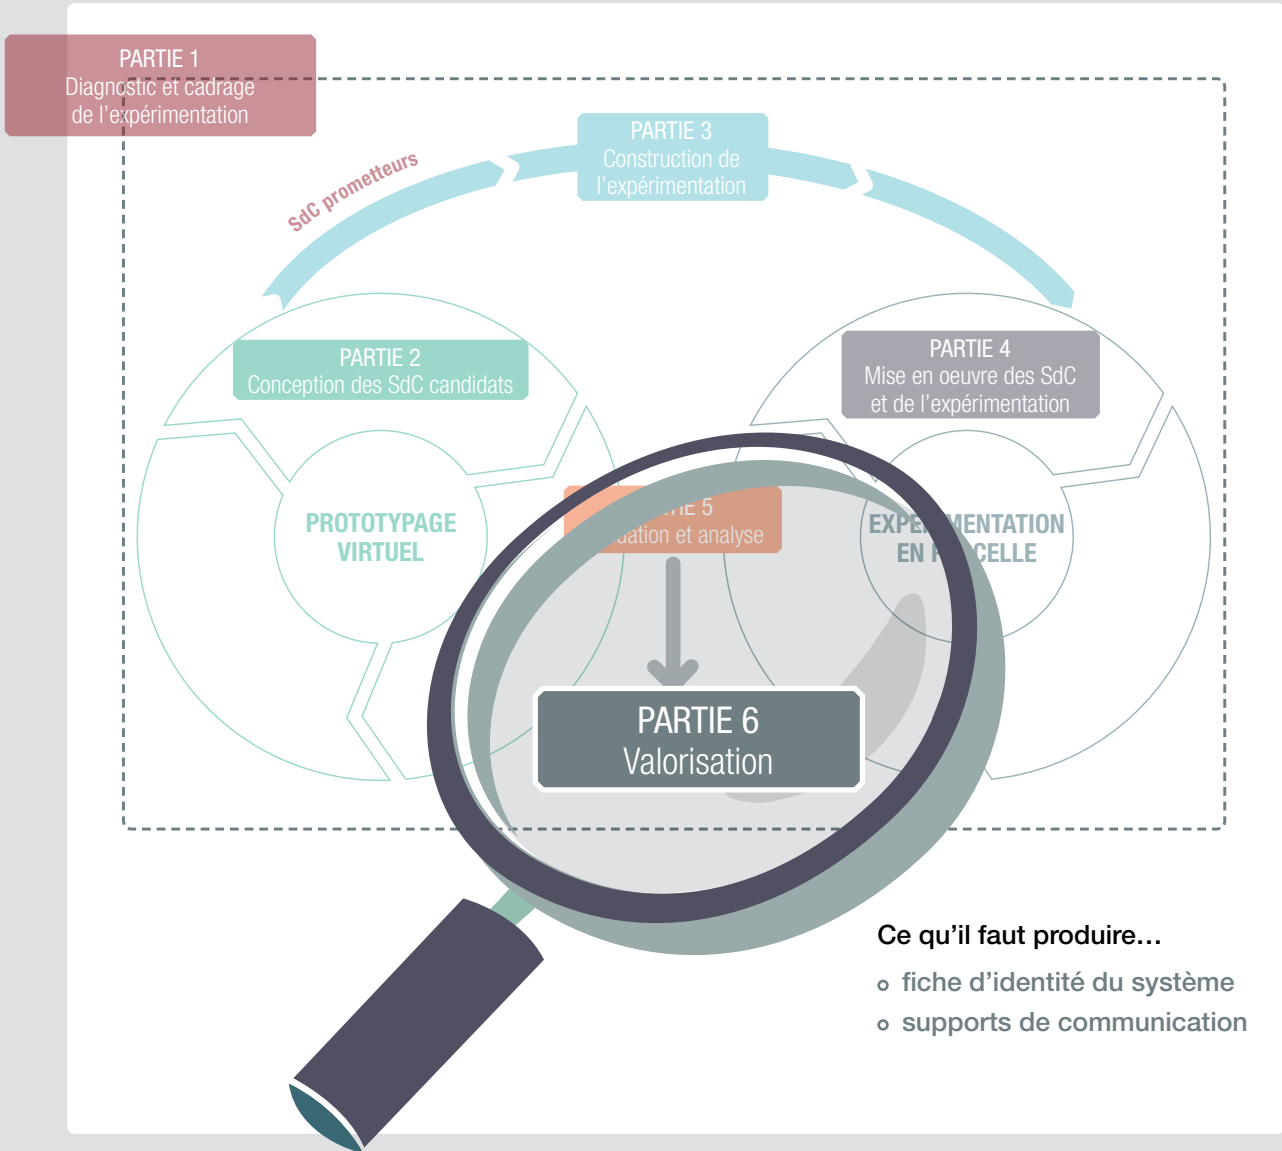 PARTIE 1
Diagnostic et cadrage
de l'expérimentation
PARTIE 3
Construction de
l'expérimentation
SdC prometteurs
PARTIE 2
Conception des SdC candidats
PARTIE 4
Mise en oeuvre des SdC
et de l'expérimentation
PROTOTYPAGE
VIRTUEL
5
et analyse
EN
PARTIE 6
Valorisation
Ce qu'il faut produire…
fiche d'identité du système
supports de communication